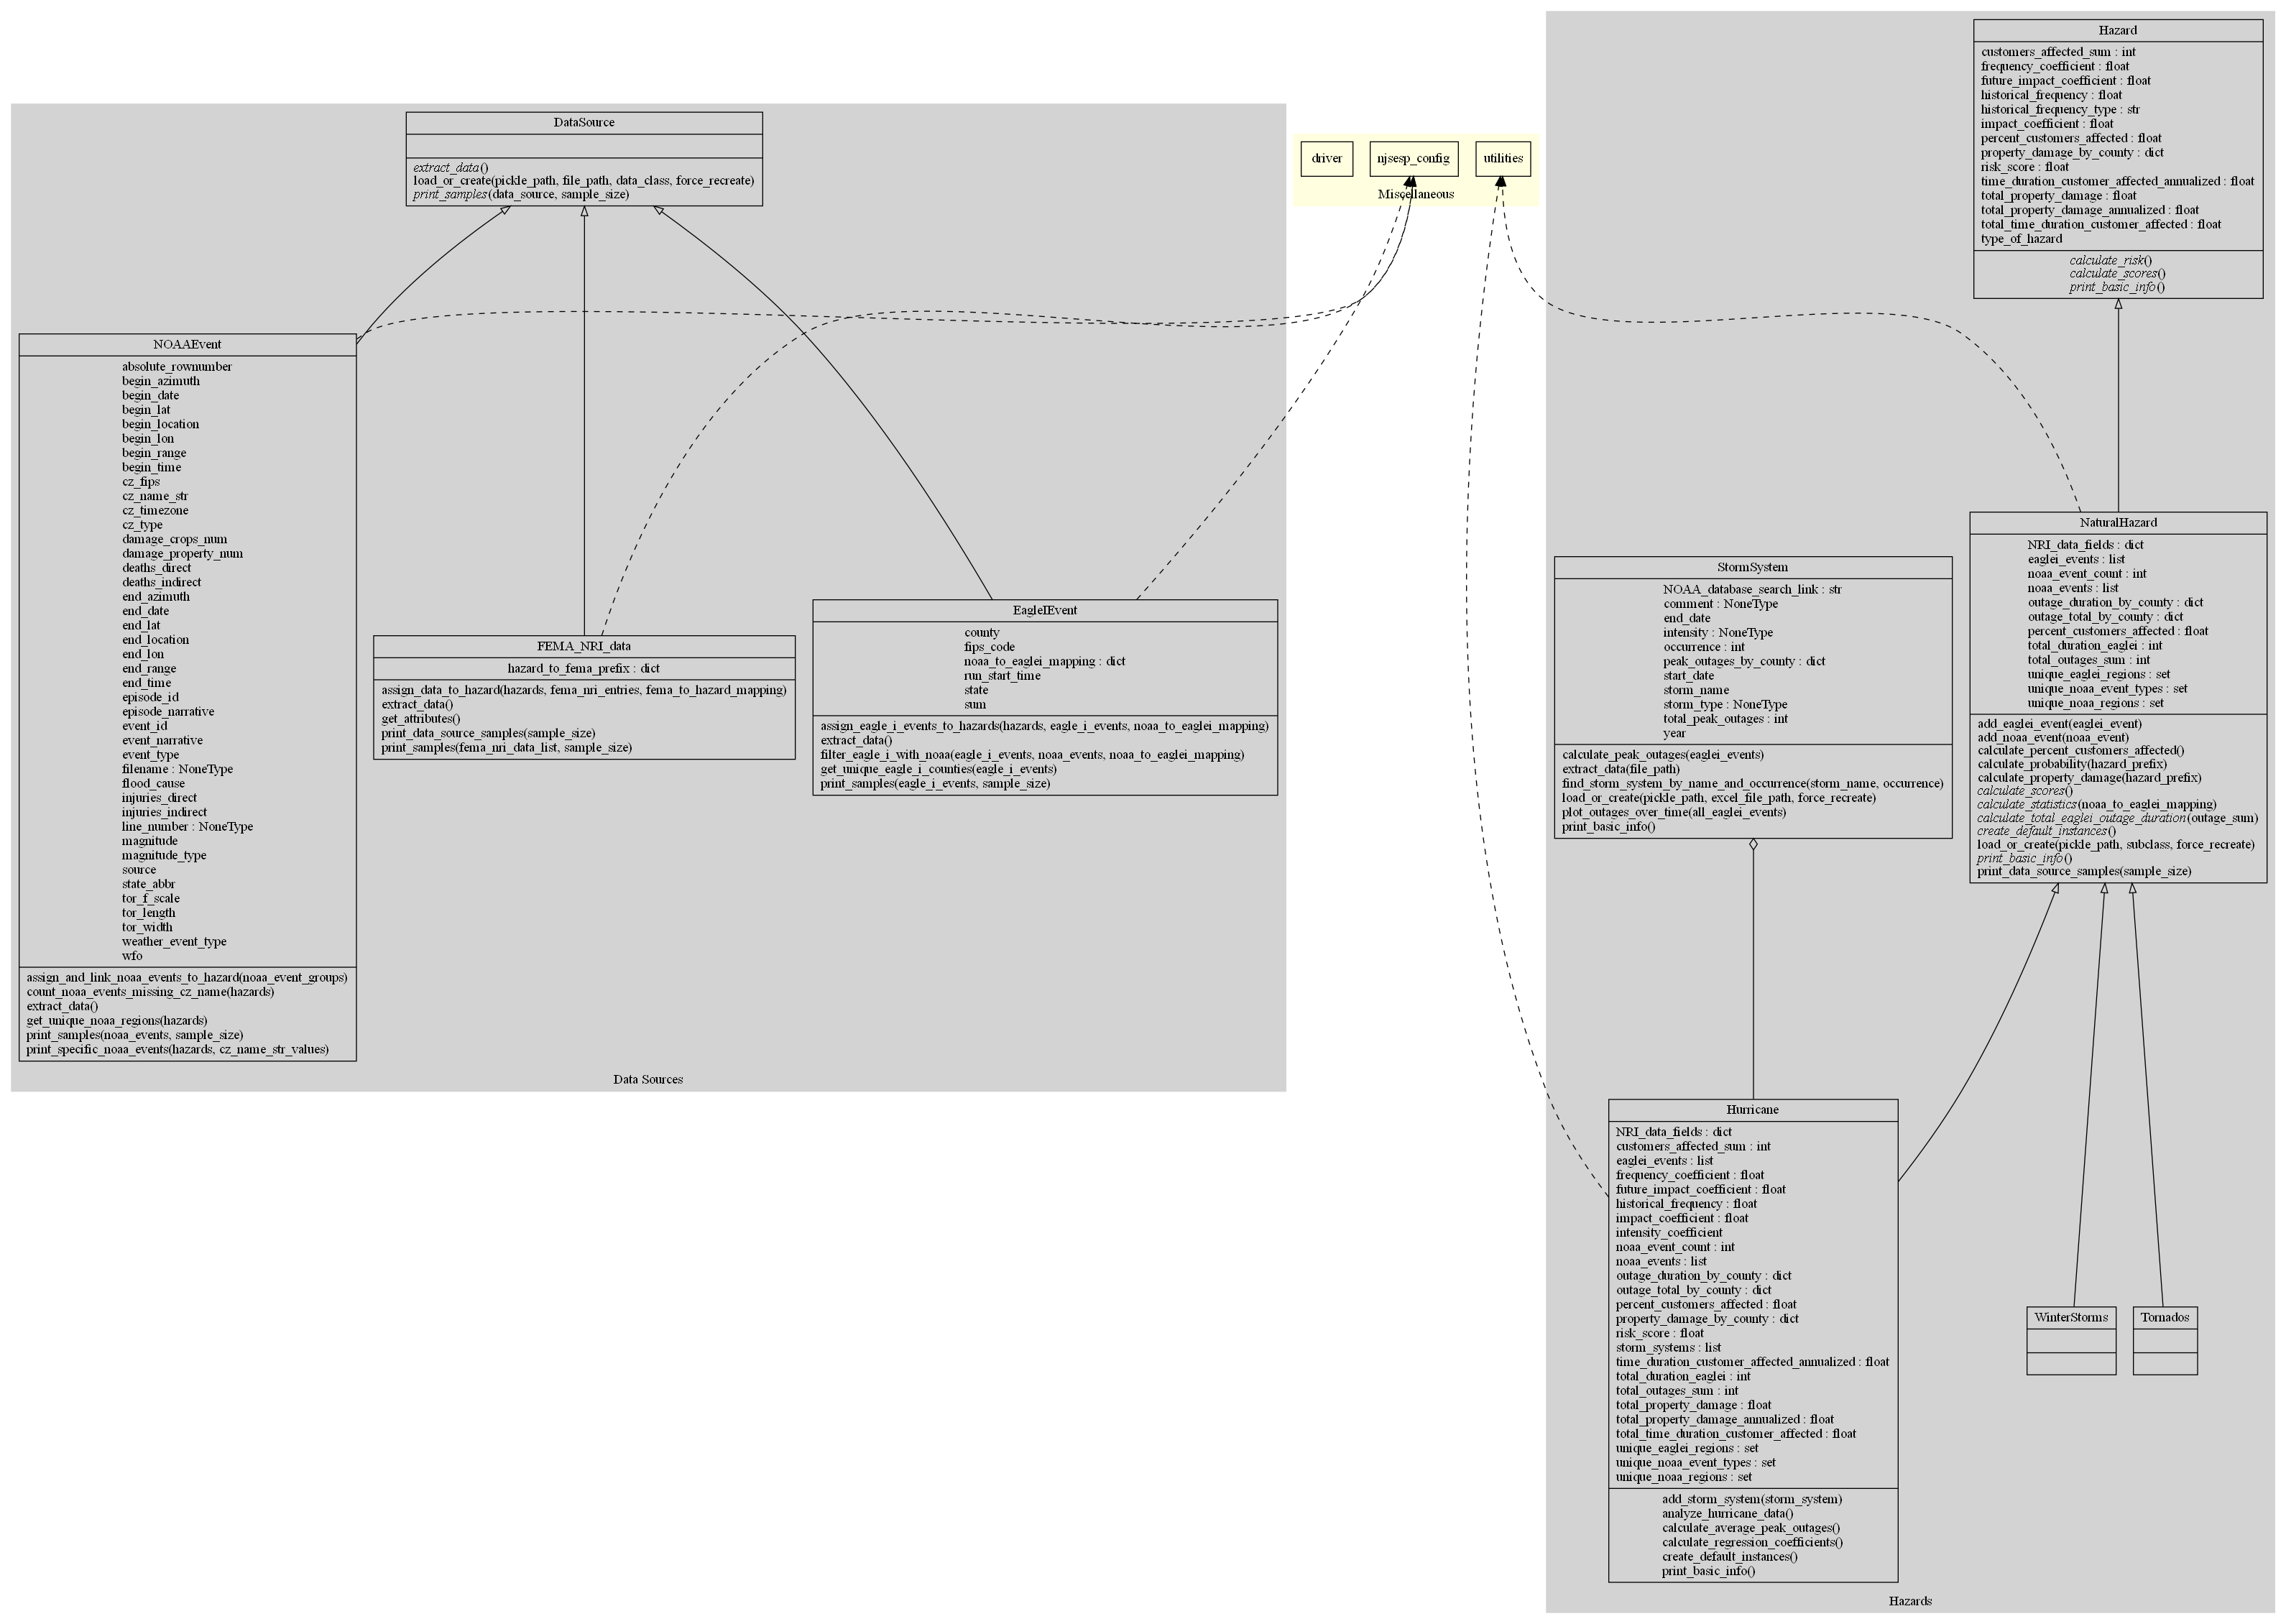 DataSource
extract_data()
load_or_create(pickle_path, file_path, data_class, force_recreate)
print_samples(data_source, sample_size)
NOAAEvent
absolute_rownumber
begin_azimuth
begin_date
begin_lat
begin_location
begin_lon
begin_range
begin_time
cz_fips
cz_name_str
cz_timezone
cz_type
damage_crops_num
damage_property_num
deaths_direct
deaths_indirect
end_azimuth
end_date
end_lat
end_location
end_lon
end_range
end_time
episode_id
episode_narrative
event_id
event_narrative
event_type
filename : NoneType
flood_cause
injuries_direct
injuries_indirect
line_number : NoneType
magnitude
magnitude_type
source
state_abbr
tor_f_scale
tor_length
tor_width
weather_event_type
wfo
assign_and_link_noaa_events_to_hazard(noaa_event_groups)
count_noaa_events_missing_cz_name(hazards)
extract_data()
get_unique_noaa_regions(hazards)
print_samples(noaa_events, sample_size)
print_specific_noaa_events(hazards, cz_name_str_values)
FEMA_NRI_data
hazard_to_fema_prefix : dict
assign_data_to_hazard(hazards, fema_nri_entries, fema_to_hazard_mapping)
extract_data()
get_attributes()
print_data_source_samples(sample_size)
print_samples(fema_nri_data_list, sample_size)
EagleIEvent
county
fips_code
noaa_to_eaglei_mapping : dict
run_start_time
state
sum
assign_eagle_i_events_to_hazards(hazards, eagle_i_events, noaa_to_eaglei_mapping)
extract_data()
filter_eagle_i_with_noaa(eagle_i_events, noaa_events, noaa_to_eaglei_mapping)
get_unique_eagle_i_counties(eagle_i_events)
print_samples(eagle_i_events, sample_size)
Data Sources
driver
njsesp_config
utilities
Miscellaneous
Hazard
customers_affected_sum : int
frequency_coefficient : float
future_impact_coefficient : float
historical_frequency : float
historical_frequency_type : str
impact_coefficient : float
percent_customers_affected : float
property_damage_by_county : dict
risk_score : float
time_duration_customer_affected_annualized : float
total_property_damage : float
total_property_damage_annualized : float
total_time_duration_customer_affected : float
type_of_hazard
calculate_risk()
calculate_scores()
print_basic_info()
StormSystem
NOAA_database_search_link : str
comment : NoneType
end_date
intensity : NoneType
occurrence : int
peak_outages_by_county : dict
start_date
storm_name
storm_type : NoneType
total_peak_outages : int
year
calculate_peak_outages(eaglei_events)
extract_data(file_path)
find_storm_system_by_name_and_occurrence(storm_name, occurrence)
load_or_create(pickle_path, excel_file_path, force_recreate)
plot_outages_over_time(all_eaglei_events)
print_basic_info()
NaturalHazard
NRI_data_fields : dict
eaglei_events : list
noaa_event_count : int
noaa_events : list
outage_duration_by_county : dict
outage_total_by_county : dict
percent_customers_affected : float
total_duration_eaglei : int
total_outages_sum : int
unique_eaglei_regions : set
unique_noaa_event_types : set
unique_noaa_regions : set
add_eaglei_event(eaglei_event)
add_noaa_event(noaa_event)
calculate_percent_customers_affected()
calculate_probability(hazard_prefix)
calculate_property_damage(hazard_prefix)
calculate_scores()
calculate_statistics(noaa_to_eaglei_mapping)
calculate_total_eaglei_outage_duration(outage_sum)
create_default_instances()
load_or_create(pickle_path, subclass, force_recreate)
print_basic_info()
print_data_source_samples(sample_size)
Hurricane
NRI_data_fields : dict
customers_affected_sum : int
eaglei_events : list
frequency_coefficient : float
future_impact_coefficient : float
historical_frequency : float
impact_coefficient : float
intensity_coefficient
noaa_event_count : int
noaa_events : list
outage_duration_by_county : dict
outage_total_by_county : dict
percent_customers_affected : float
property_damage_by_county : dict
risk_score : float
storm_systems : list
time_duration_customer_affected_annualized : float
total_duration_eaglei : int
total_outages_sum : int
total_property_damage : float
total_property_damage_annualized : float
total_time_duration_customer_affected : float
unique_eaglei_regions : set
unique_noaa_event_types : set
unique_noaa_regions : set
add_storm_system(storm_system)
analyze_hurricane_data()
calculate_average_peak_outages()
calculate_regression_coefficients()
create_default_instances()
print_basic_info()
WinterStorms
Tornados
Hazards